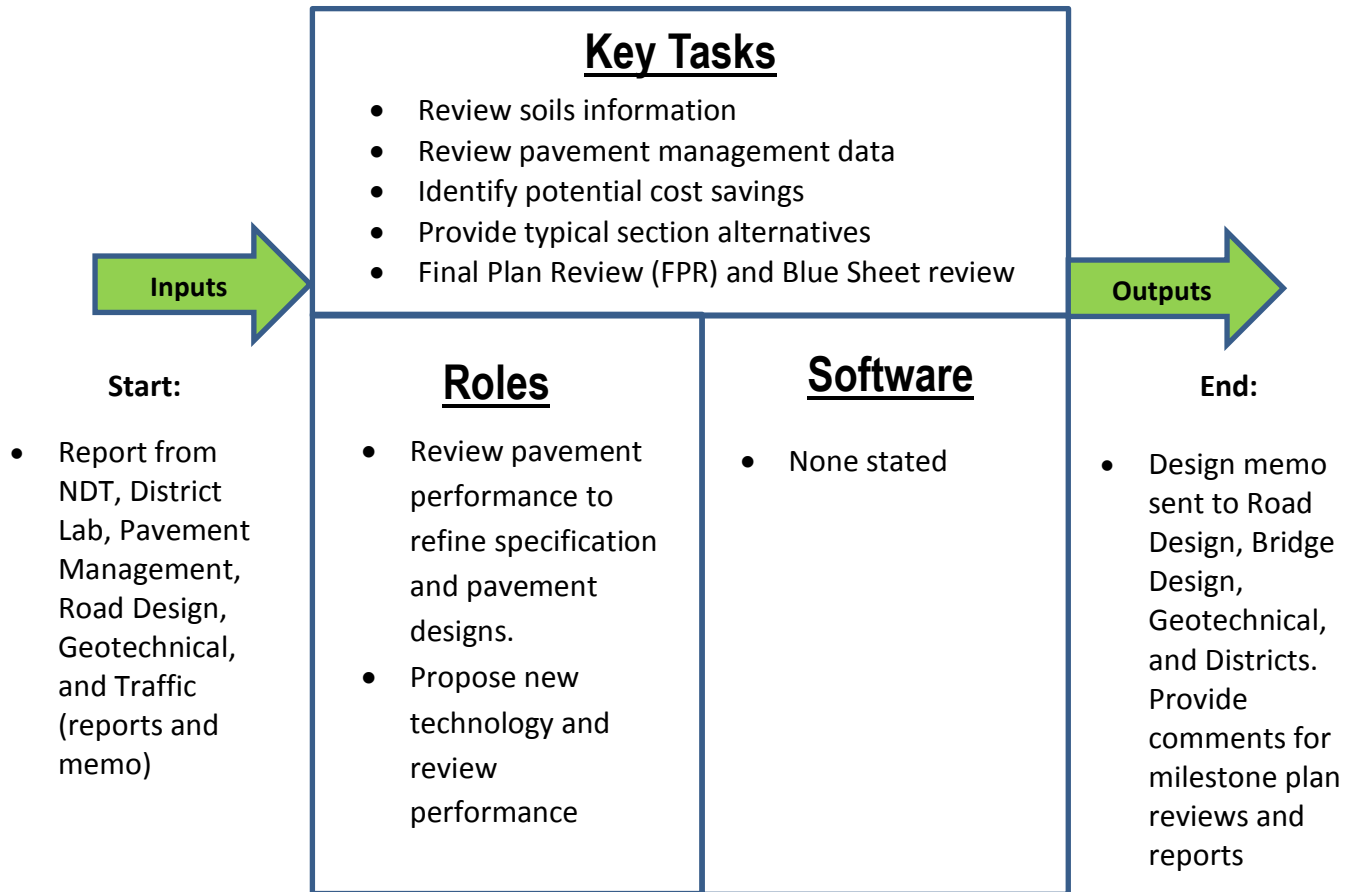 Key Tasks
• Review soils information
• Review pavement management data
• Identify potential cost savings
• Provide typical section alternatives
• Final Plan Review (FPR) and Blue Sheet review
Inputs
Outputs
Start:
• Report from
NDT, District
Lab, Pavement
Management,
Road Design,
Geotechnical,
and Traffic
(reports and
memo)
Roles
• Review pavement
performance to
refine specification
and pavement
designs.
• Propose new
technology and
review
performance
Software
• None stated
End:
• Design memo
sent to Road
Design, Bridge
Design,
Geotechnical,
and Districts.
Provide
comments for
milestone plan
reviews and
reports